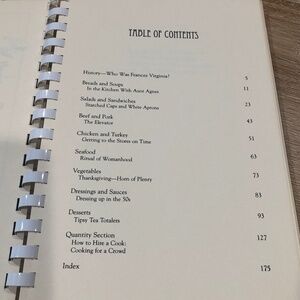 TABLE OF CONTENTS
History—Who Was Frances Virginia? 5
Breads and Soups 11
In the Kitchen With Aunt Agnes
Salads and Sandwiches 23
Starched Caps and White Aprons
Beef and Pork 43
The Elevator
Chicken and Turkey 51
Getting to the Stores on Time
Seafood 63
Ritual of Womanhood
Vegetables 73
Thanksgiving—Horn of Plenty
Dressings and Sauces 83
Dressing up in the 50s
Desserts 93
Tipsy Tea Totalers
Quantity Section 127
How to Hire a Cook:
Cooking for a Crowd
Index 175